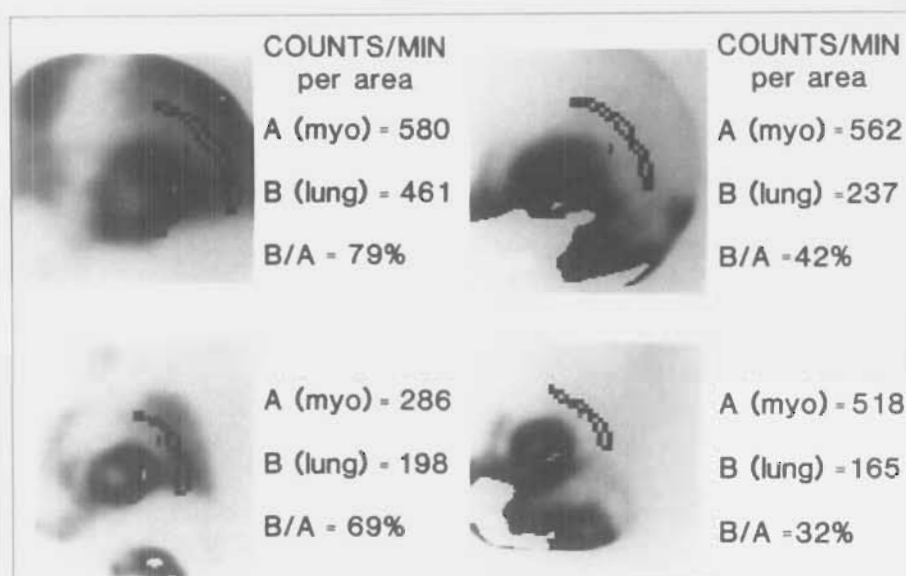 COUNTS/MIN
per area
A (myo) = 580
B (lung) = 461
B/A = 79%
COUNTS/MIN
per area
A (myo) = 562
B (lung) =237
B/A =42%
A (myo) = 286
B (lung) = 198
B/A = 69%
A (myo) = 518
B (lung) = 165
B/A = 32%